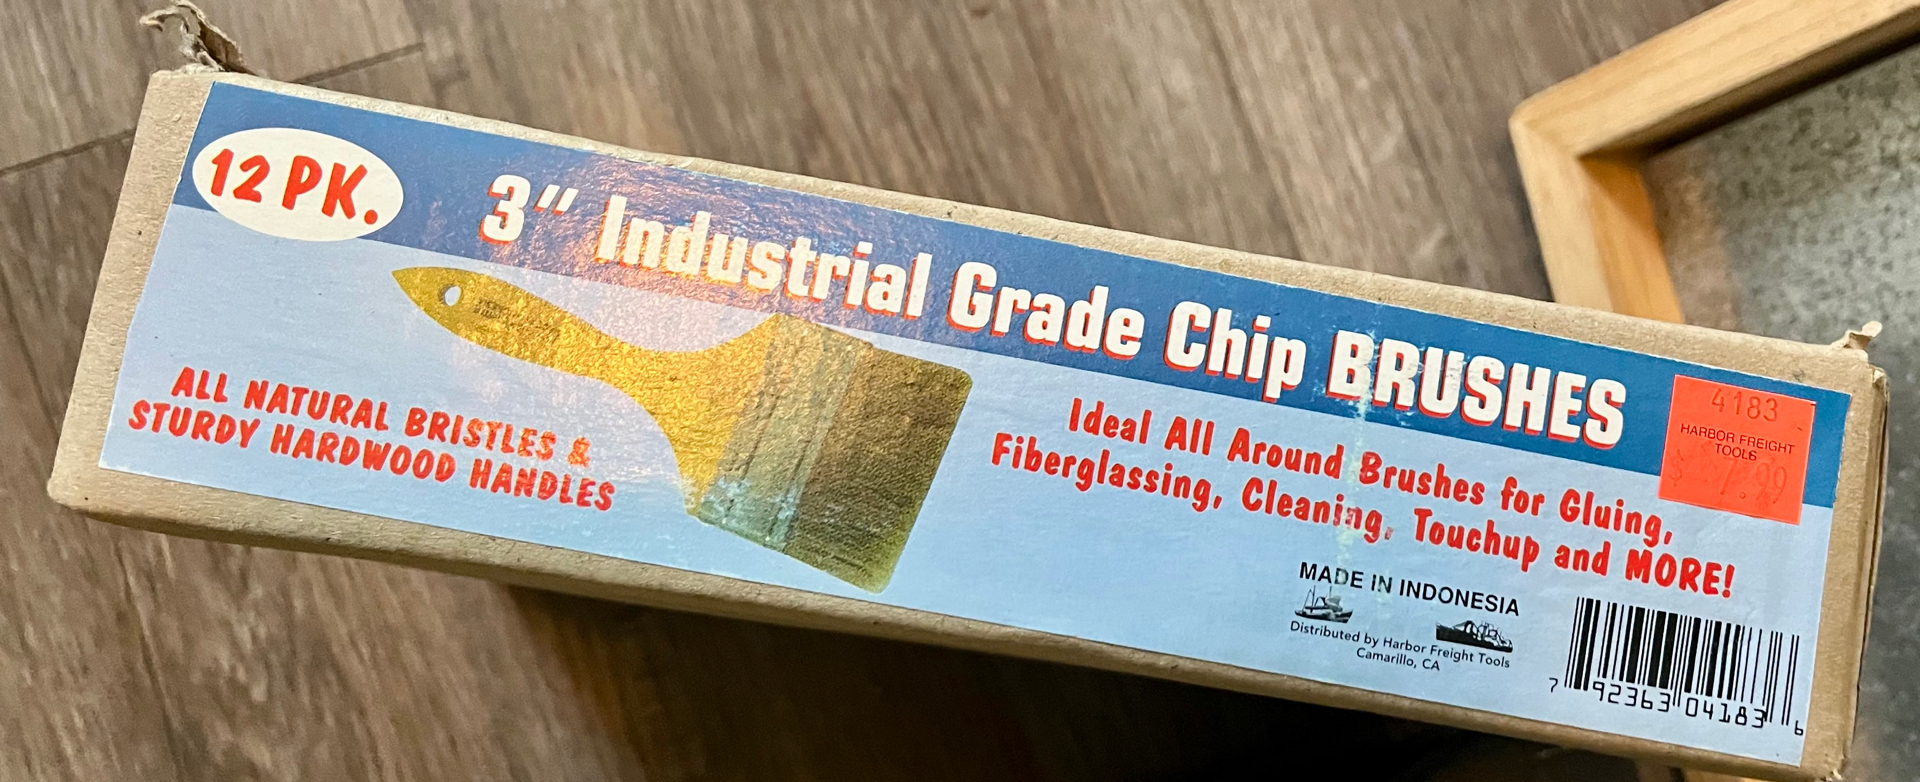 12 PK.
3" Industrial Grade Chip BRUSHES
ALL NATURAL BRISTLES &
STURDY HARDWOOD HANDLES
Ideal All Around Brushes for Gluing,
Fiberglassing, Cleaning, Touchup and MORE!
4183
HARBOR FREIGHT
TOOLS
$ 7.99
MADE IN INDONESIA
Distributed by Harbor Freight Tools
Camarillo, CA
7 92363 04183 6